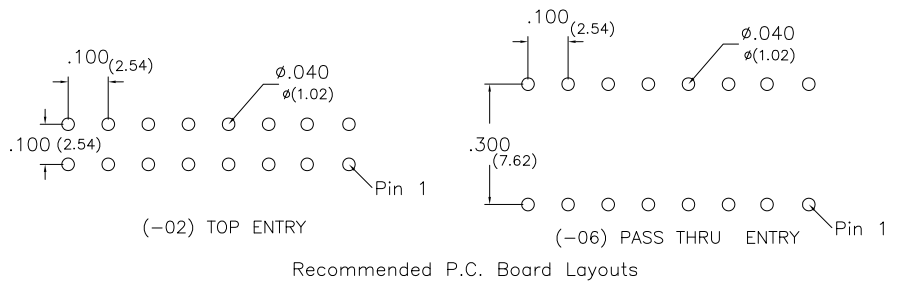 .100
(2.54)
ø.040
ø(1.02)
.100 (2.54)
Pin 1
(-02) TOP ENTRY
.100
(2.54)
ø.040
ø(1.02)
.300
(7.62)
Pin 1
(-06) PASS THRU ENTRY
Recommended P.C. Board Layouts